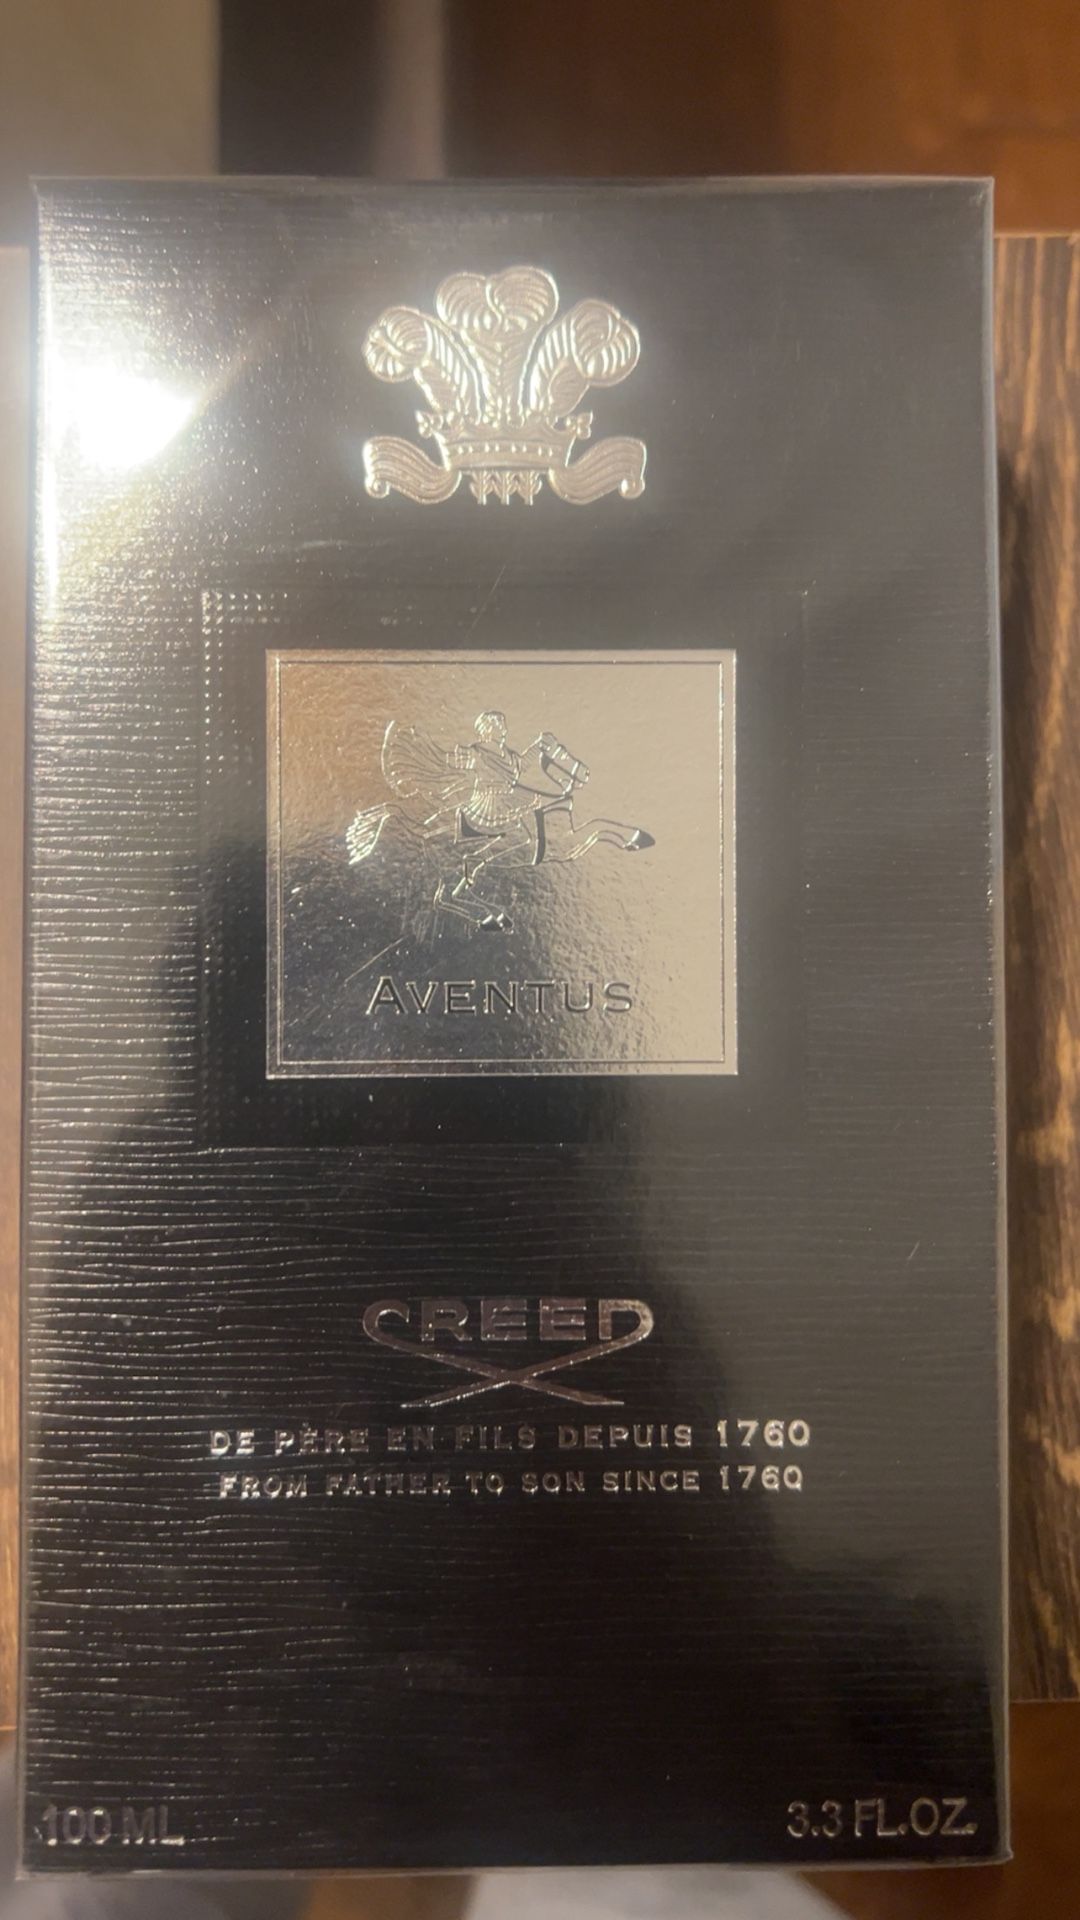 AVENTUS
CREED
DE PÈRE EN FILS DEPUIS 1760
FROM FATHER TO SON SINCE 1760
100 ML
3.3 FL.OZ.